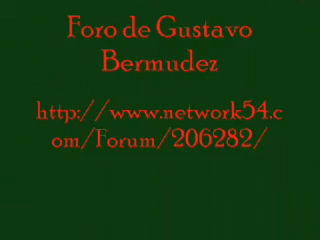 Foro de Gustavo
Bermudez
http://www.network54.c
om/Forum/206282/